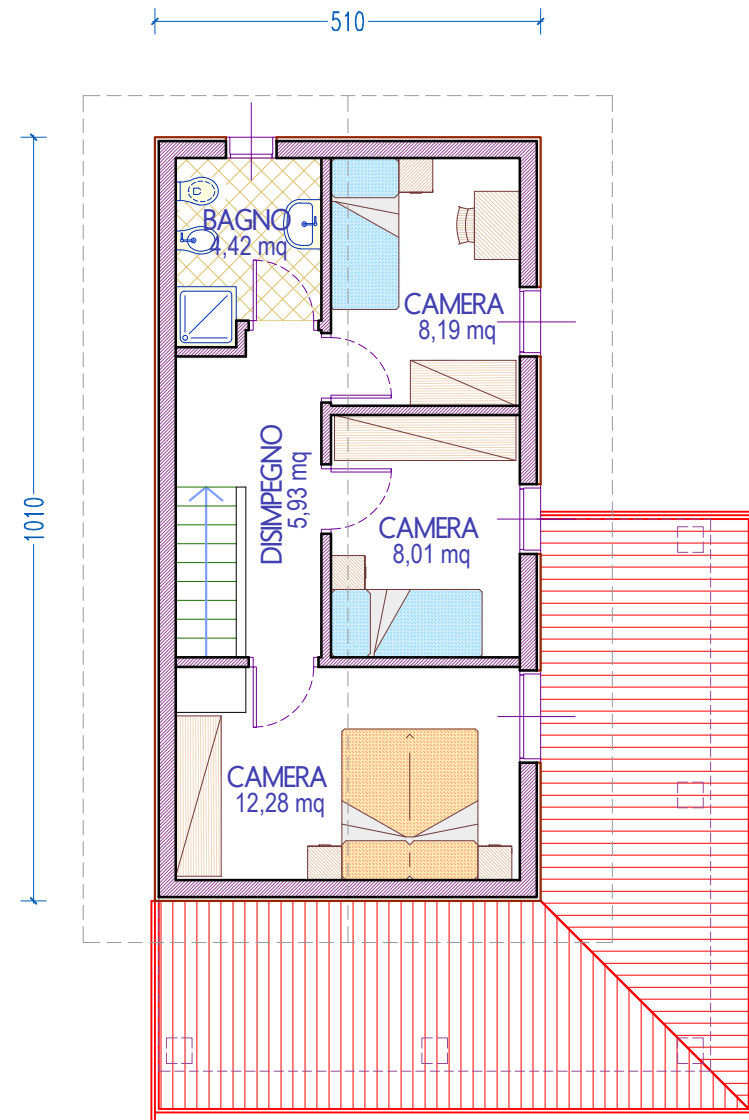 510
BAGNO
4,42 mq
CAMERA
8,19 mq
1010
DISIMPEGNO
5,93 mq
CAMERA
8,01 mq
CAMERA
12,28 mq